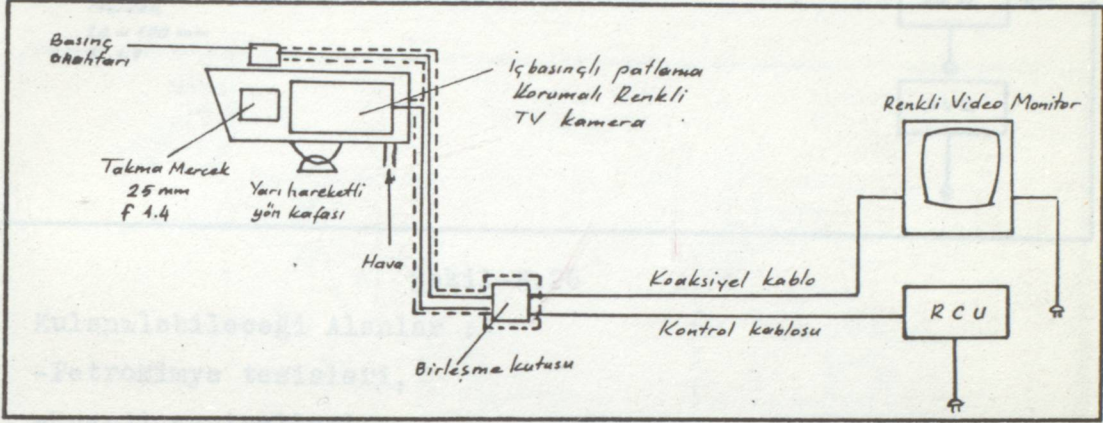 Basınç
anahtarı
İç basınçlı patlama
Korumalı Renkli
TV kamera
Renkli Video Monitor
Takma Mercek
25 mm
f 1.4
Yarı hareketli
yön kafası
Hava
Koaksiyel kablo
RCU
Kontrol kablosu
Birleşme kutusu
Kulanılabileceği Alanlar :
-Petrokimya tesisleri,